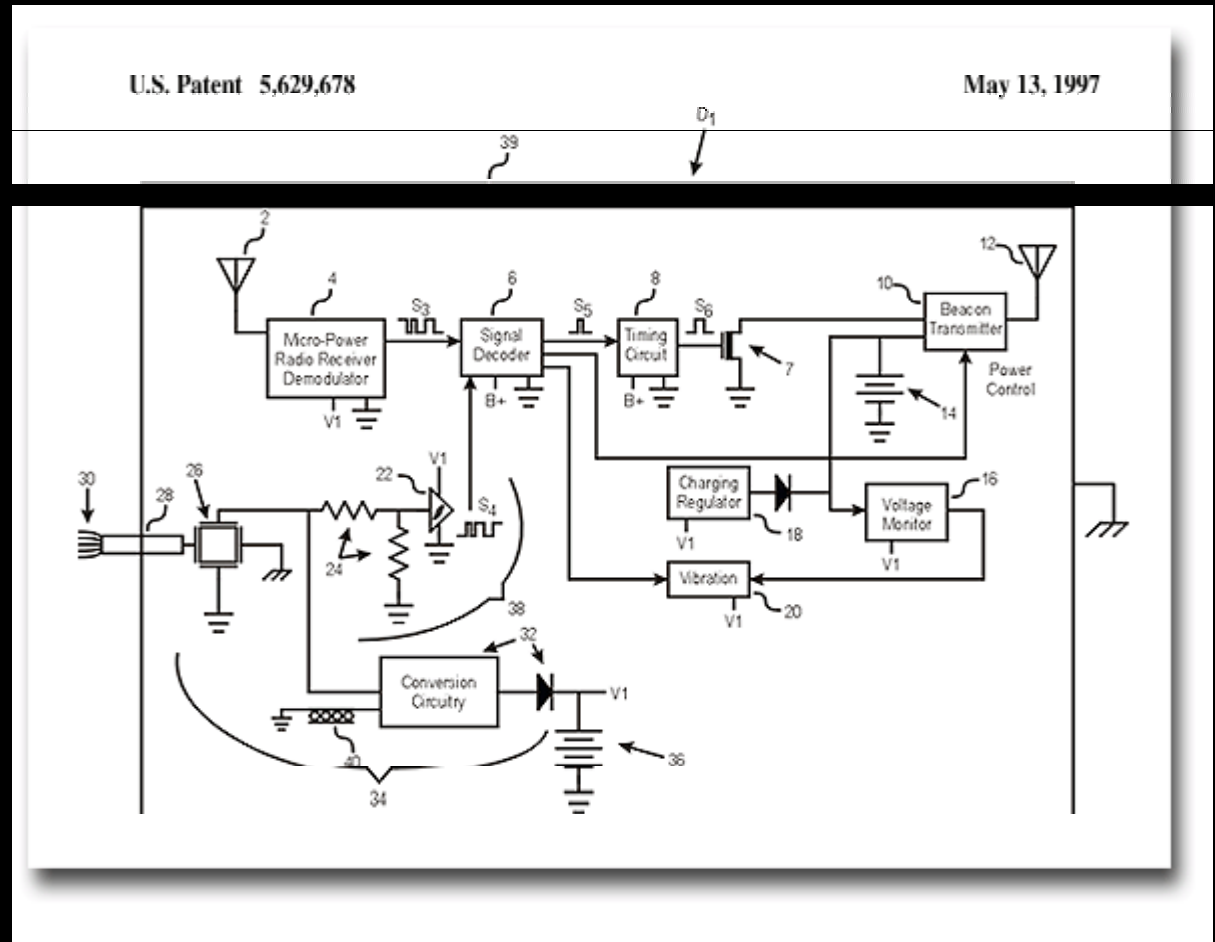 U.S. Patent 5,629,678
May 13, 1997
D1
39
2
12
4
6
8
10
S3
S5
S6
Micro-Power
Radio Receiver
Demodulator
Signal
Decoder
Timing
Circuit
Beacon
Transmitter
7
Power
Control
V1
B+
B+
14
30
28
26
22
V1
S4
24
38
Charging
Regulator
18
V1
16
Voltage
Monitor
V1
Vibration
20
V1
32
Conversion
Circuitry
V1
40
36
34